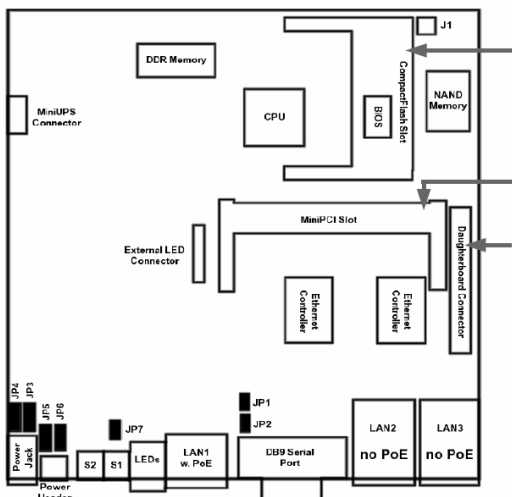 J1
DDR Memory
CompactFlash Slot
NAND
Memory
MiniUPS
Connector
CPU
BIOS
MiniPCI Slot
Daughterboard Connector
External LED
Connector
Ethernet
Controller
Ethernet
Controller
JP4
JP3
JP5
JP6
JP7
JP1
JP2
Power
Jack
S2
S1
LEDs
LAN1
w. PoE
DB9 Serial
Port
LAN2
no PoE
LAN3
no PoE
Power
Header